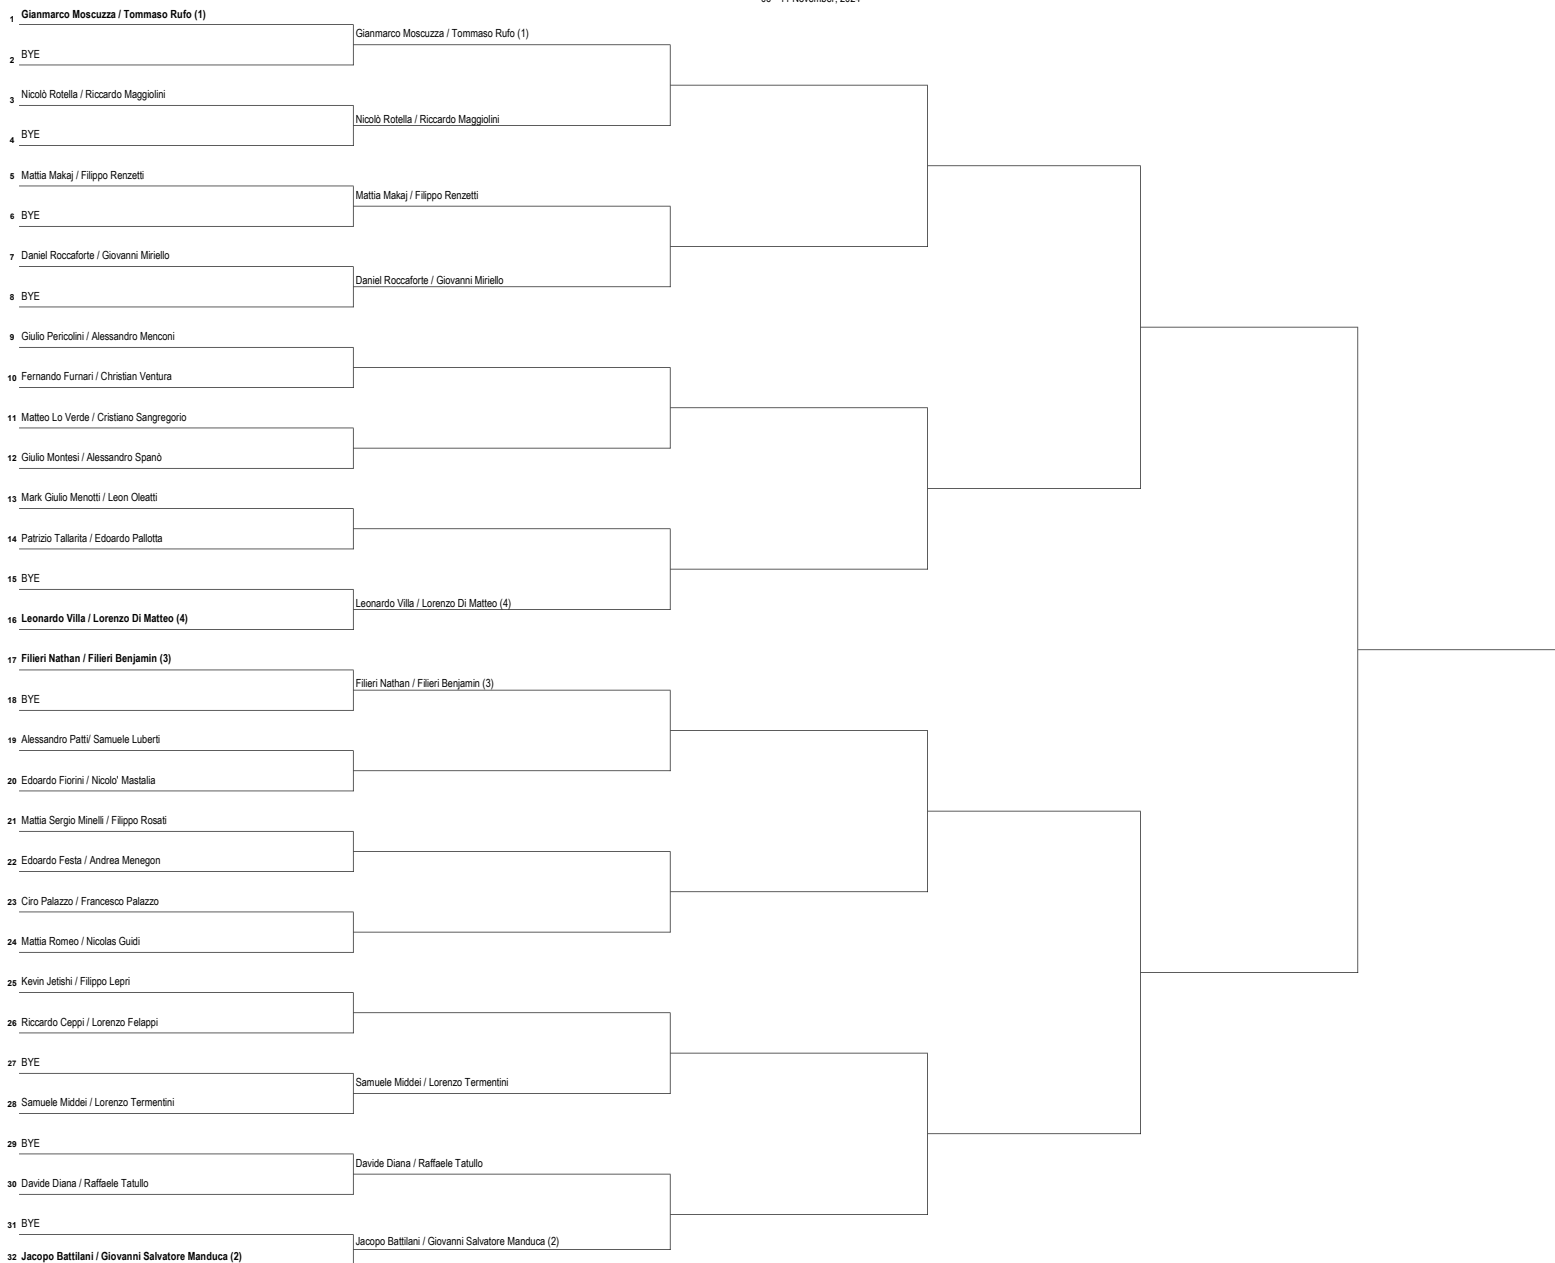 1 Gianmarco Moscuzza / Tommaso Rufo (1)
Gianmarco Moscuzza / Tommaso Rufo (1)
2 BYE
3 Nicolò Rotella / Riccardo Maggiolini
Nicolò Rotella / Riccardo Maggiolini
4 BYE
5 Mattia Makaj / Filippo Renzetti
Mattia Makaj / Filippo Renzetti
6 BYE
7 Daniel Roccaforte / Giovanni Miriello
Daniel Roccaforte / Giovanni Miriello
8 BYE
9 Giulio Pericolini / Alessandro Menconi
10 Fernando Furnari / Christian Ventura
11 Matteo Lo Verde / Cristiano Sangregorio
12 Giulio Montesi / Alessandro Spanò
13 Mark Giulio Menotti / Leon Oleatti
14 Patrizio Tallarita / Edoardo Pallotta
15 BYE
Leonardo Villa / Lorenzo Di Matteo (4)
16 Leonardo Villa / Lorenzo Di Matteo (4)
17 Filieri Nathan / Filieri Benjamin (3)
Filieri Nathan / Filieri Benjamin (3)
18 BYE
19 Alessandro Patti/ Samuele Luberti
20 Edoardo Fiorini / Nicolo' Mastalia
21 Mattia Sergio Minelli / Filippo Rosati
22 Edoardo Festa / Andrea Menegon
23 Ciro Palazzo / Francesco Palazzo
24 Mattia Romeo / Nicolas Guidi
25 Kevin Jetishi / Filippo Lepri
26 Riccardo Ceppi / Lorenzo Felappi
27 BYE
Samuele Middei / Lorenzo Termentini
28 Samuele Middei / Lorenzo Termentini
29 BYE
Davide Diana / Raffaele Tatullo
30 Davide Diana / Raffaele Tatullo
31 BYE
Jacopo Battilani / Giovanni Salvatore Manduca (2)
32 Jacopo Battilani / Giovanni Salvatore Manduca (2)